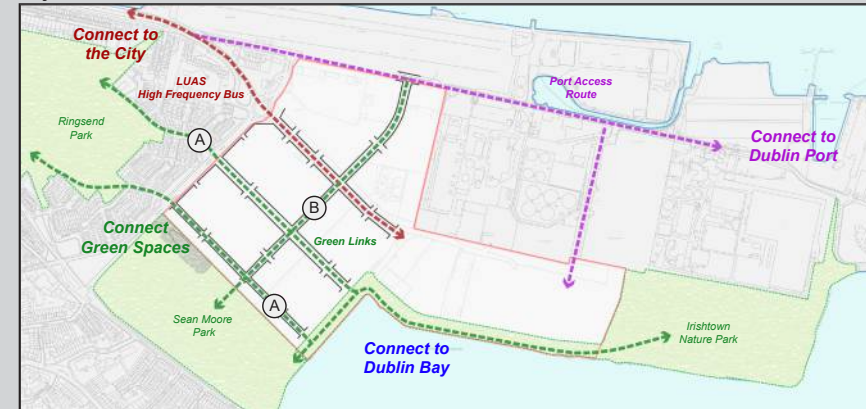 Connect to
the City
LUAS
High Frequency Bus
Port Access
Route
Ringsend
Park
A
Connect to
Dublin Port
B
Connect
Green Spaces
Green Links
A
Sean Moore
Park
Irishtown
Nature Park
Connect to
Dublin Bay